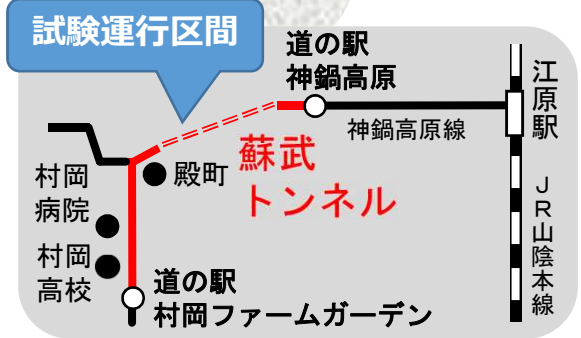 試験運行区間
道の駅
神鍋高原
江原駅
神鍋高原線
蘇武
トンネル
殿町
村岡
病院
村岡
高校
JR山陰本線
道の駅
村岡ファームガーデン